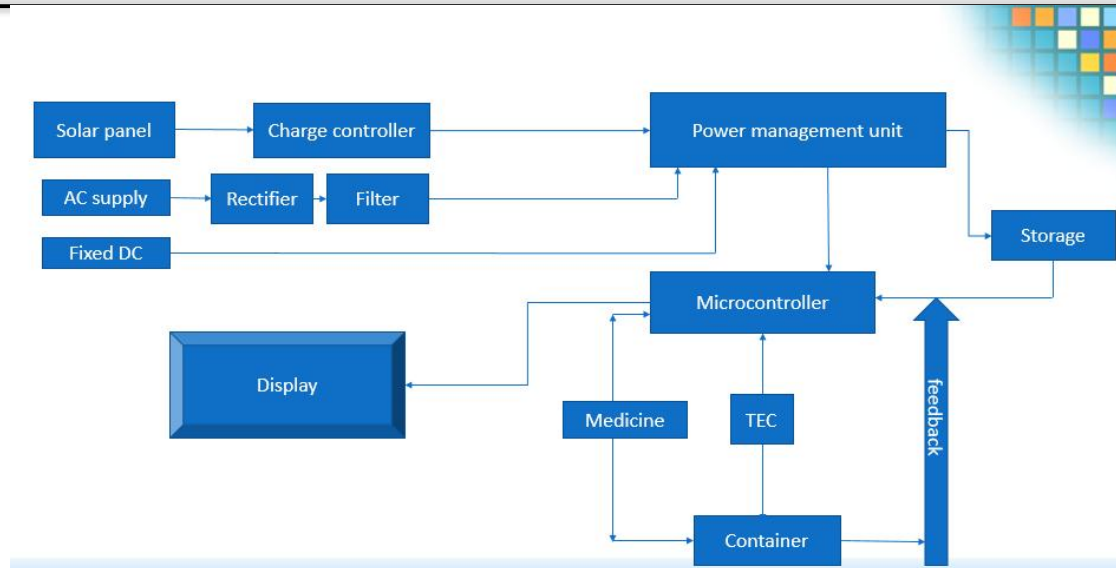 Solar panel
Charge controller
Power management unit
AC supply
Rectifier
Filter
Fixed DC
Storage
Microcontroller
Display
Medicine
TEC
feedback
Container